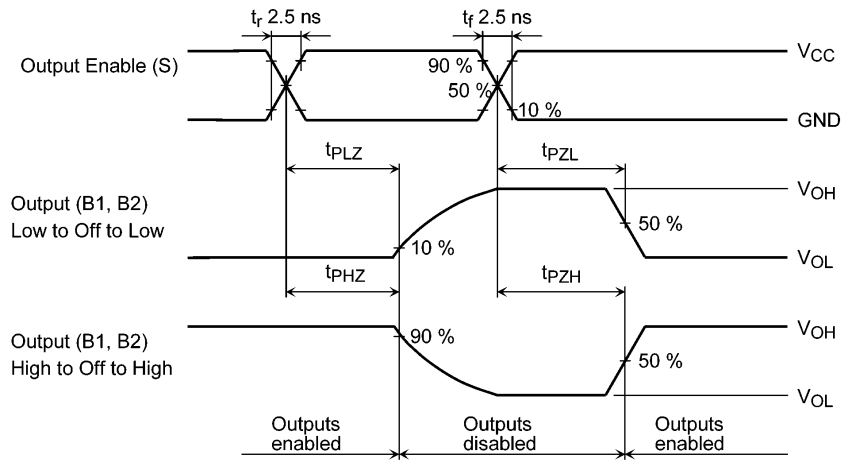 tr 2.5 ns
tf 2.5 ns
Output Enable (S)
90 %
50 %
10 %
VCC
GND
tPLZ
tPZL
Output (B1, B2)
Low to Off to Low
10 %
50 %
VOH
VOL
tPHZ
tPZH
Output (B1, B2)
High to Off to High
90 %
50 %
VOH
VOL
Outputs
enabled
Outputs
disabled
Outputs
enabled